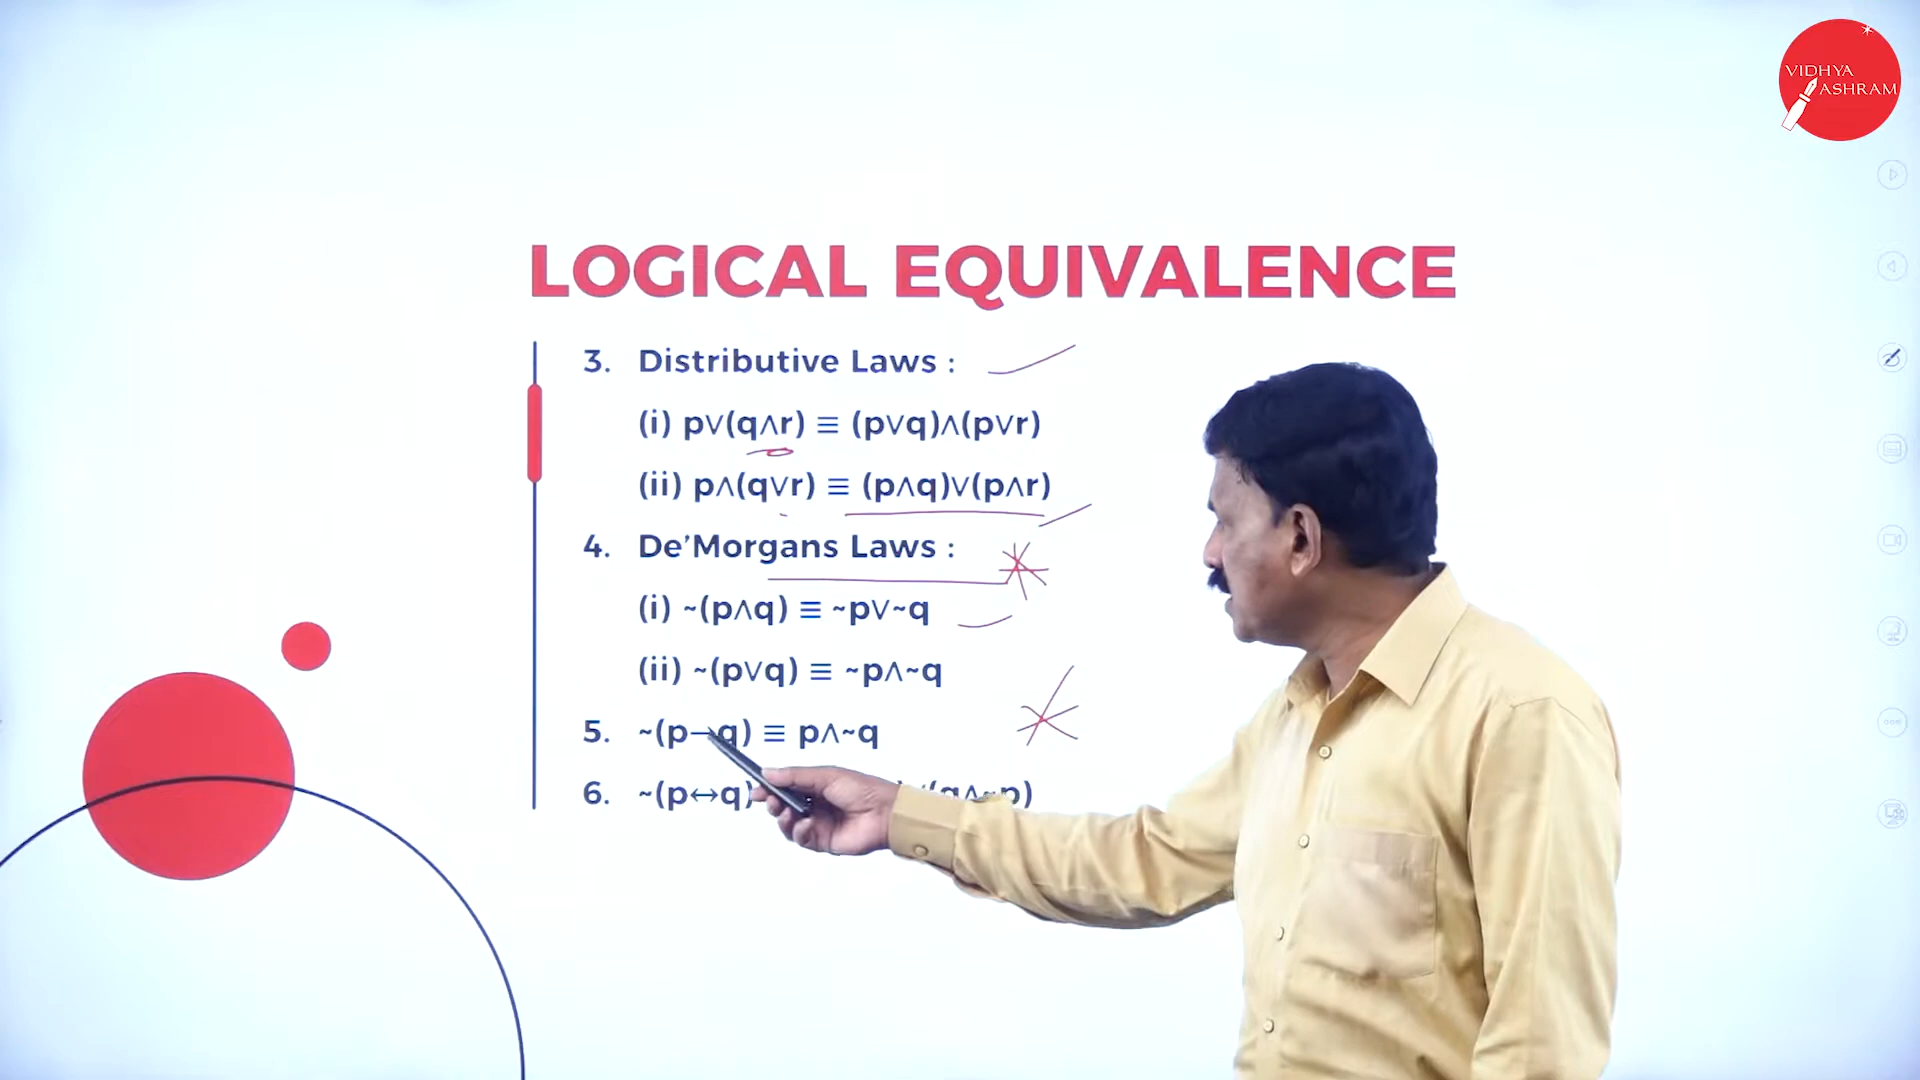 VIDHYA
ASHRAM
LOGICAL EQUIVALENCE
3. Distributive Laws :
(i) p∨(q∧r) ≡ (p∨q)∧(p∨r)
(ii) p∧(q∨r) ≡ (p∧q)∨(p∧r)
4. De’Morgans Laws :
(i) ~(p∧q) ≡ ~p∨~q
(ii) ~(p∨q) ≡ ~p∧~q
5. ~(p→q) ≡ p∧~q
6. ~(p↔q) (q∧~p)